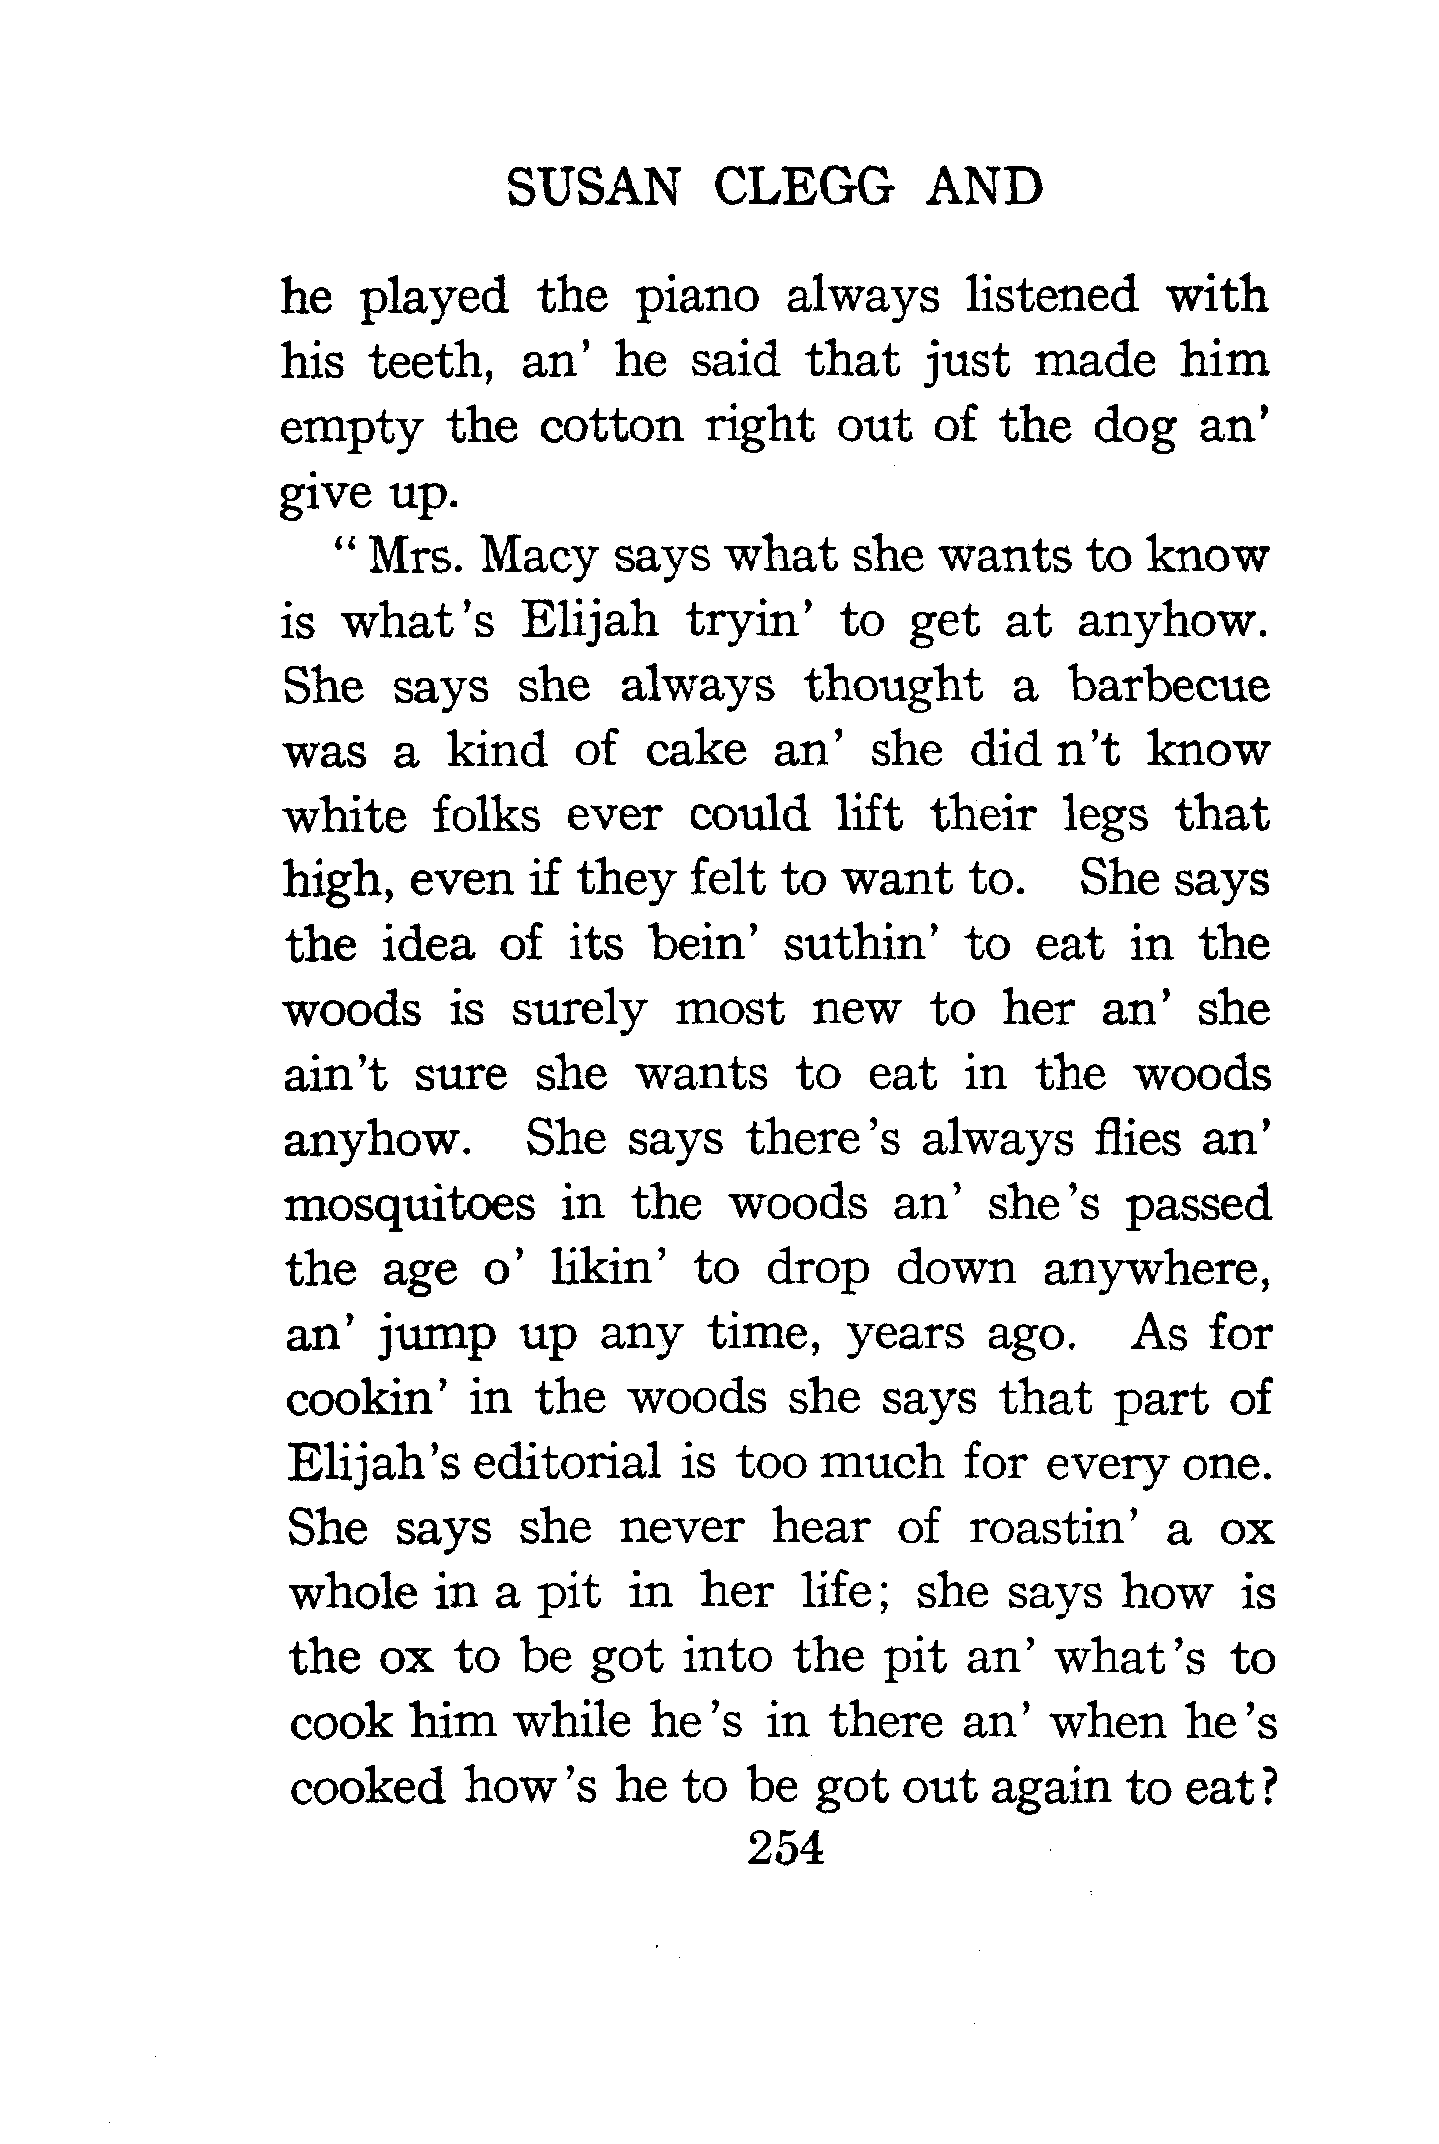 SUSAN CLEGG AND
he played the piano always listened with
his teeth, an' he said that just made him
empty the cotton right out of the dog an'
give up.
“ Mrs. Macy says what she wants to know
is what 's Elijah tryin' to get at anyhow.
She says she always thought a barbecue
was a kind of cake an' she did n't know
white folks ever could lift their legs that
high, even if they felt to want to. She says
the idea of its bein' suthin' to eat in the
woods is surely most new to her an' she
ain't sure she wants to eat in the woods
anyhow. She says there 's always flies an'
mosquitoes in the woods an' she 's passed
the age o' likin' to drop down anywhere,
an' jump up any time, years ago. As for
cookin' in the woods she says that part of
Elijah's editorial is too much for every one.
She says she never hear of roastin' a ox
whole in a pit in her life; she says how is
the ox to be got into the pit an' what 's to
cook him while he 's in there an' when he 's
cooked how 's he to be got out again to eat?
254